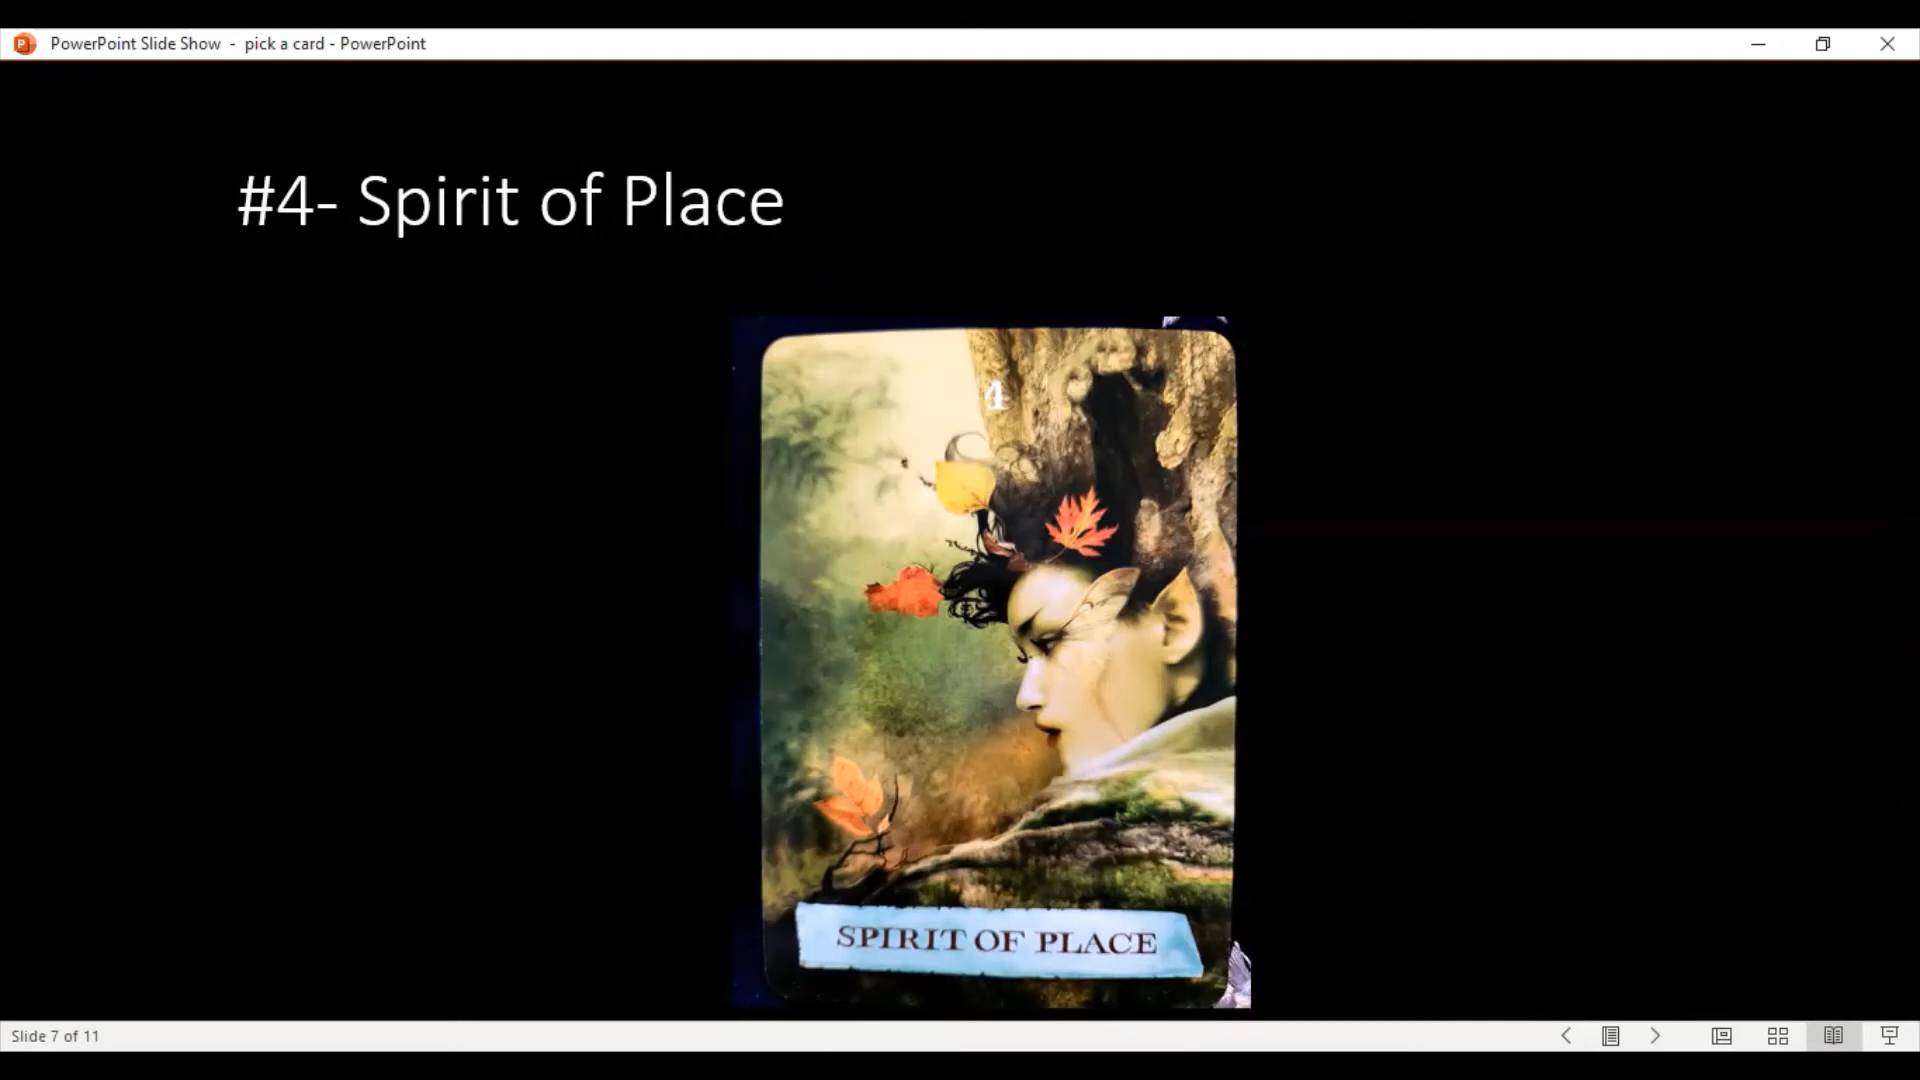 PowerPoint Slide Show - pick a card - PowerPoint
#4- Spirit of Place
4
SPIRIT OF PLACE
Slide 7 of 11